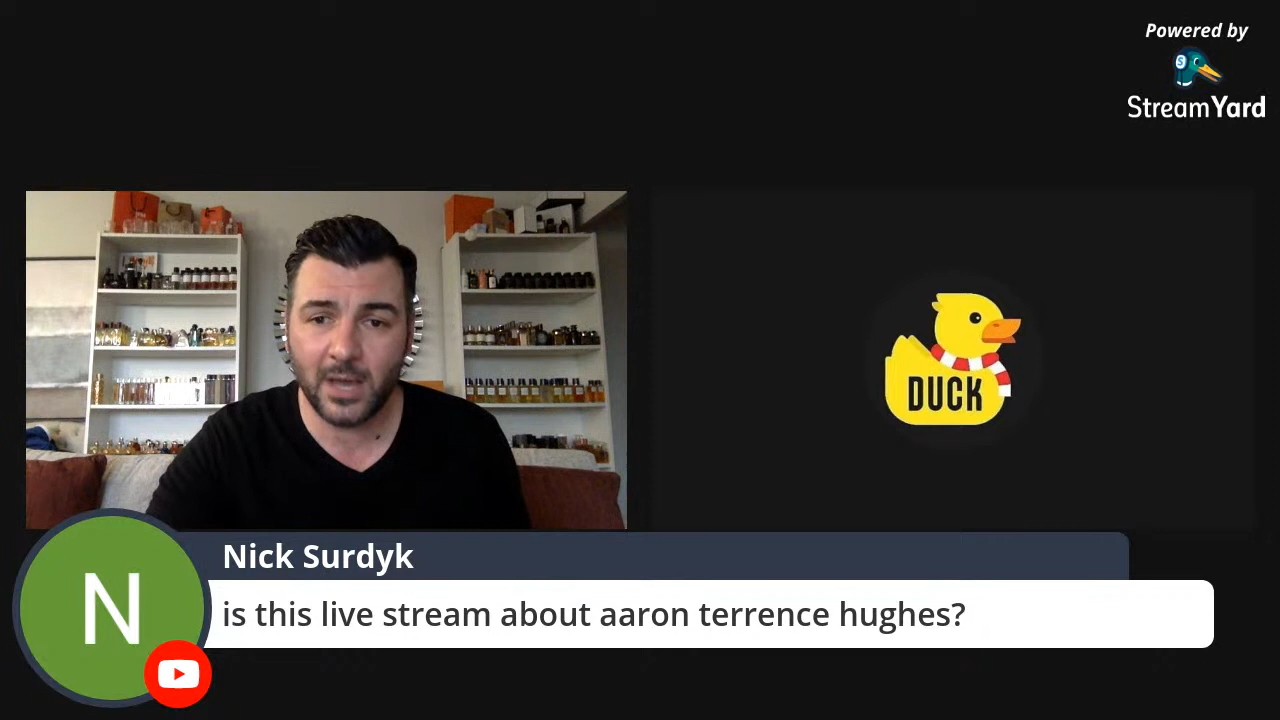 Powered by
StreamYard
DUCK
Nick Surdyk
N
is this live stream about aaron terrence hughes?